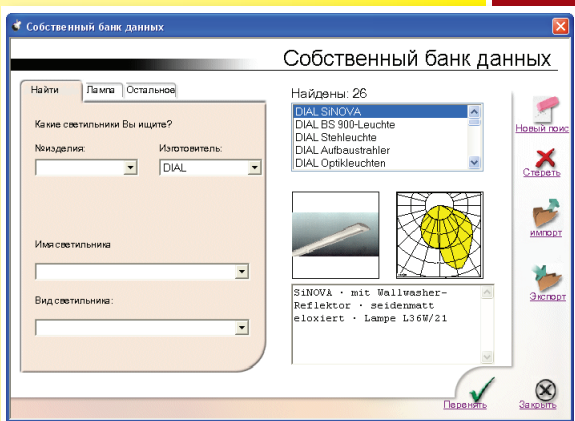 Собственный банк данных
Собственный банк данных
Найти
Лампа
Остальное
Какие светильники Вы ищите?
№изделия:
Изготовитель:
DIAL
Имя светильника
Вид светильника:
Найдены: 26
DIAL SiNOVA
DIAL BS 900-Leuchte
DIAL Stehleuchte
DIAL Aufbaustrahler
DIAL Optikleuchten
SiNOVA · mit Wallwasher-
Reflektor · seidenmatt
eloxiert · Lampe L36W/21
Новый поис
Стереть
импорт
Экспорт
Перенять
Закрыть